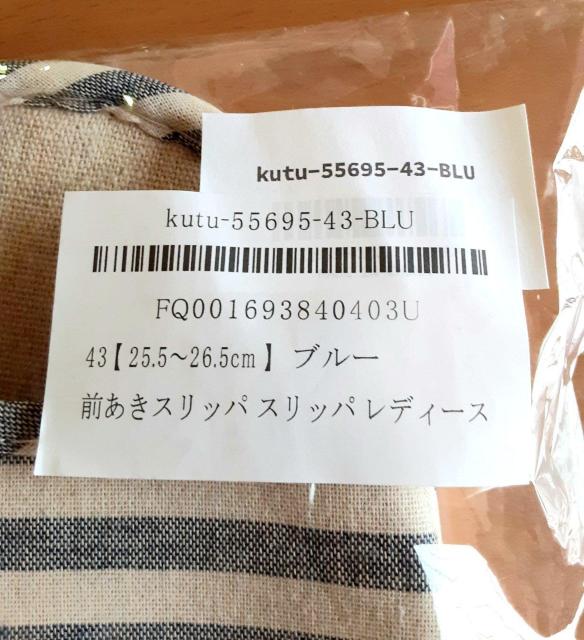 kutu-55695-43-BLU
kutu-55695-43-BLU
FQ001693840403U
43【25.5～26.5cm】 ブルー
前あきスリッパ スリッパ レディース